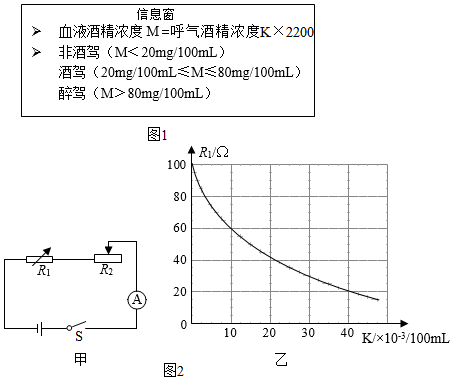 信息窗
➤ 血液酒精浓度 M=呼气酒精浓度K×2200
➤ 非酒驾（M＜20mg/100mL）
酒驾（20mg/100mL≤M≤80mg/100mL）
醉驾（M＞80mg/100mL）
图1
R₁/Ω
100
80
60
40
20
0
10 20 30 40 K/×10⁻³/100mL
乙
R₁ R₂
A
S
甲
图2